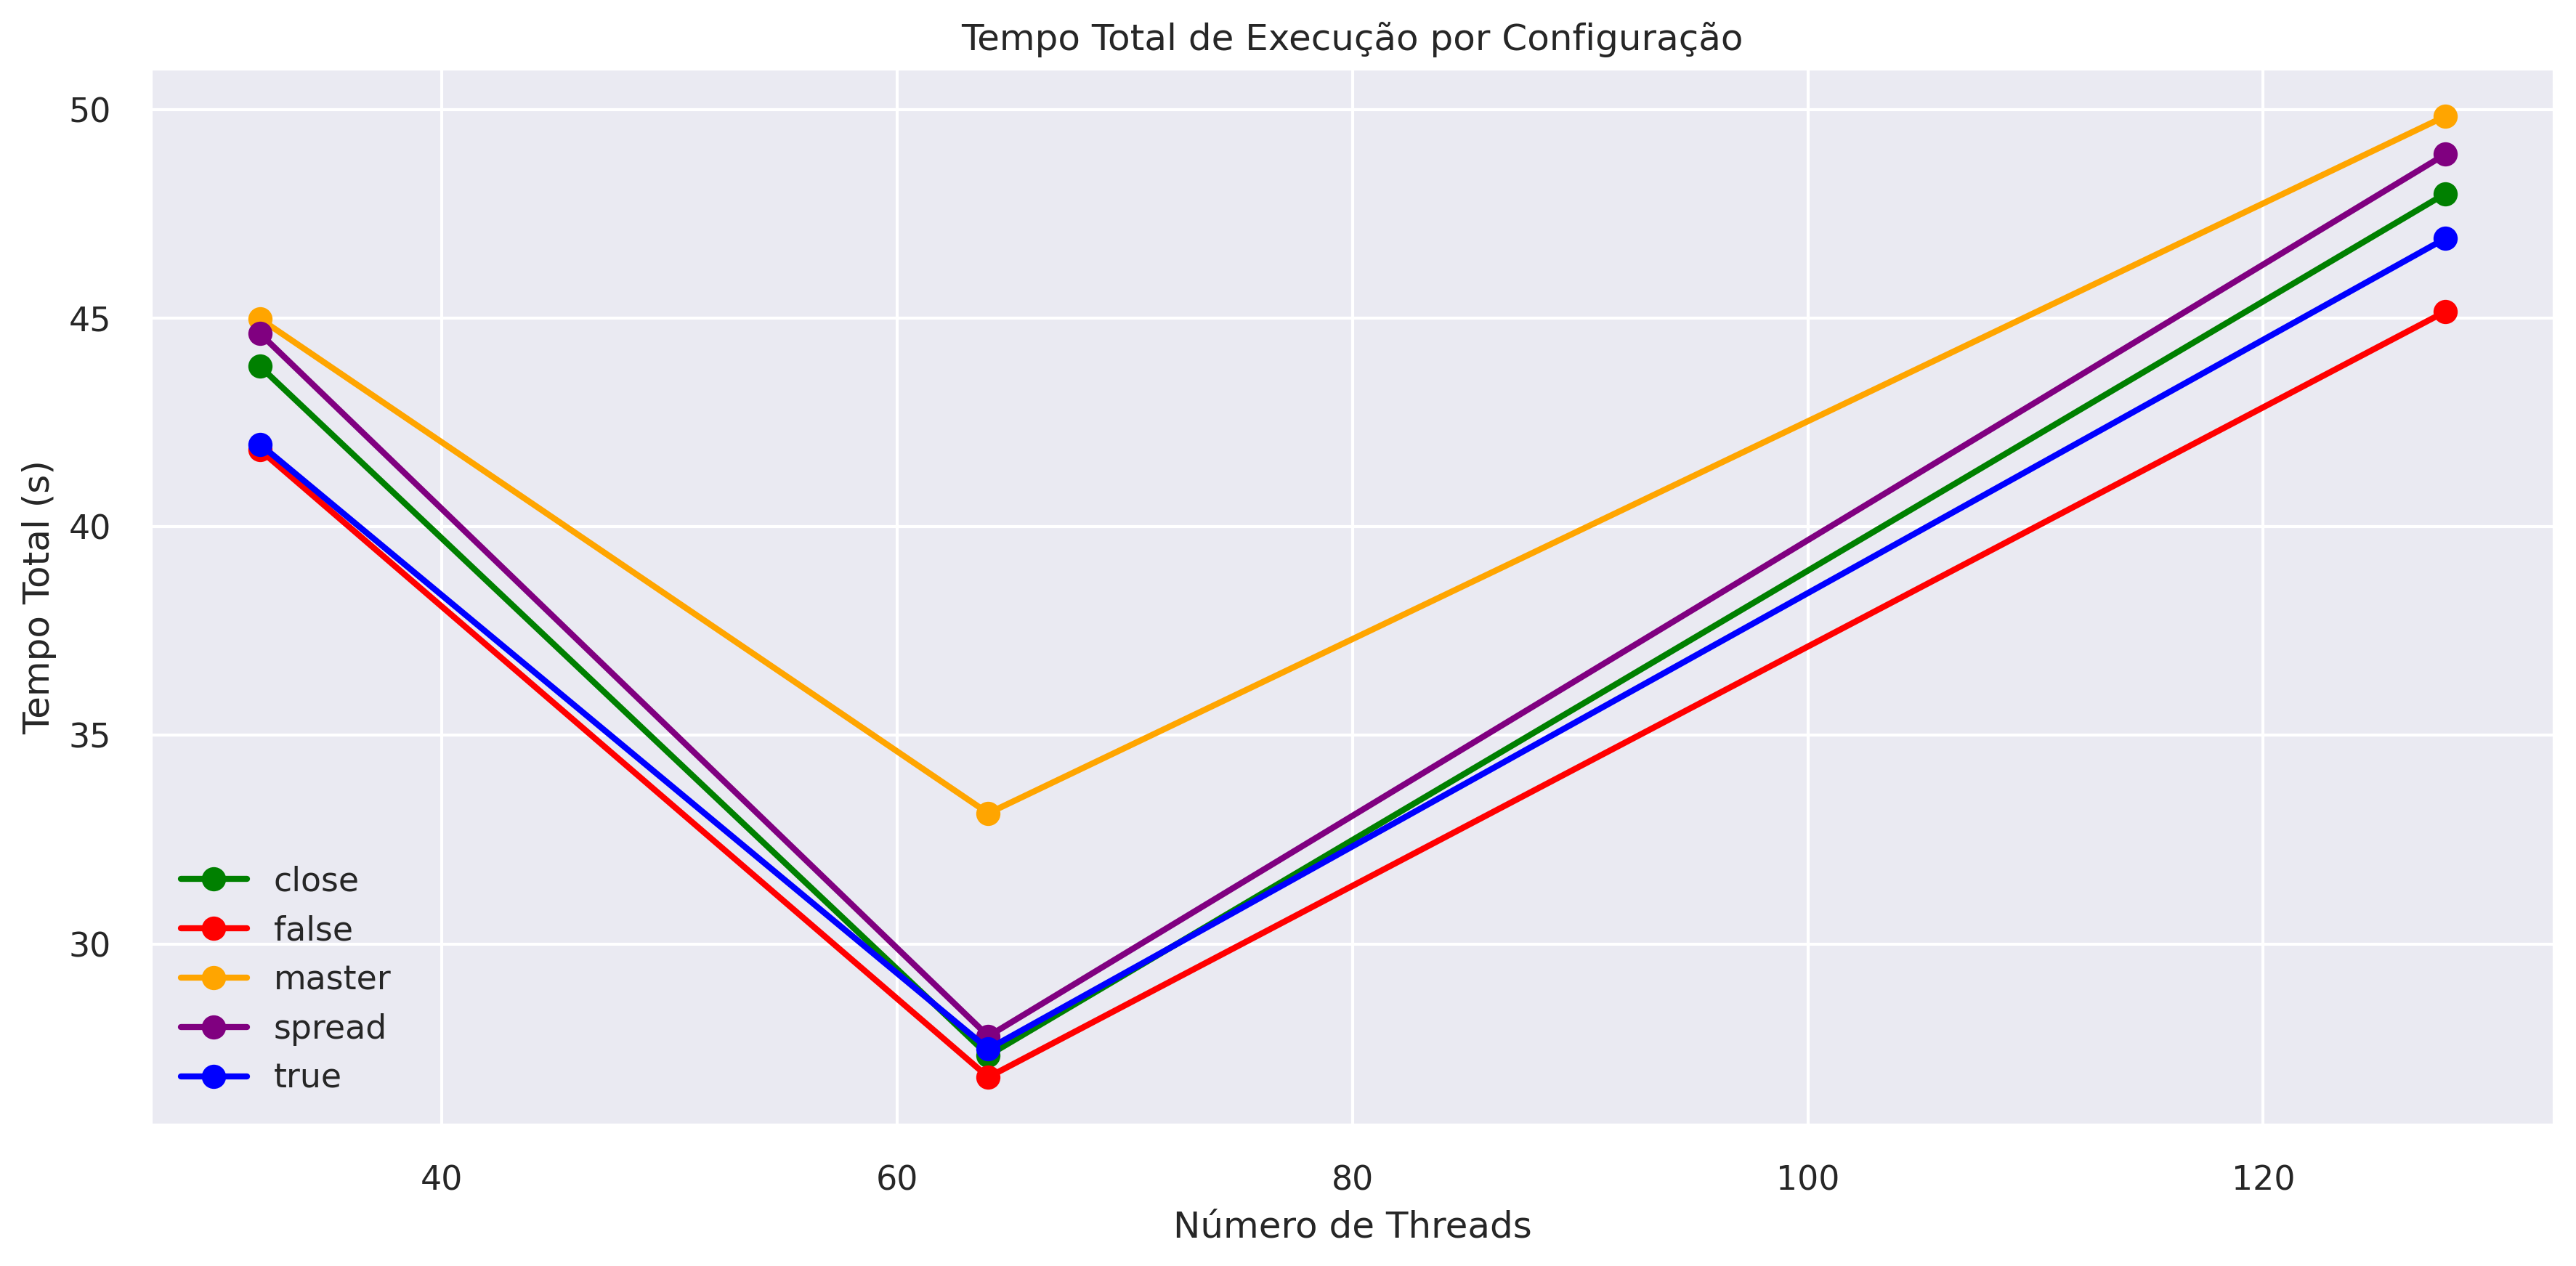 Tempo Total de Execução por Configuração
50
45
40
35
30
Tempo Total (s)
close
false
master
spread
true
40
60
80
100
120
Número de Threads